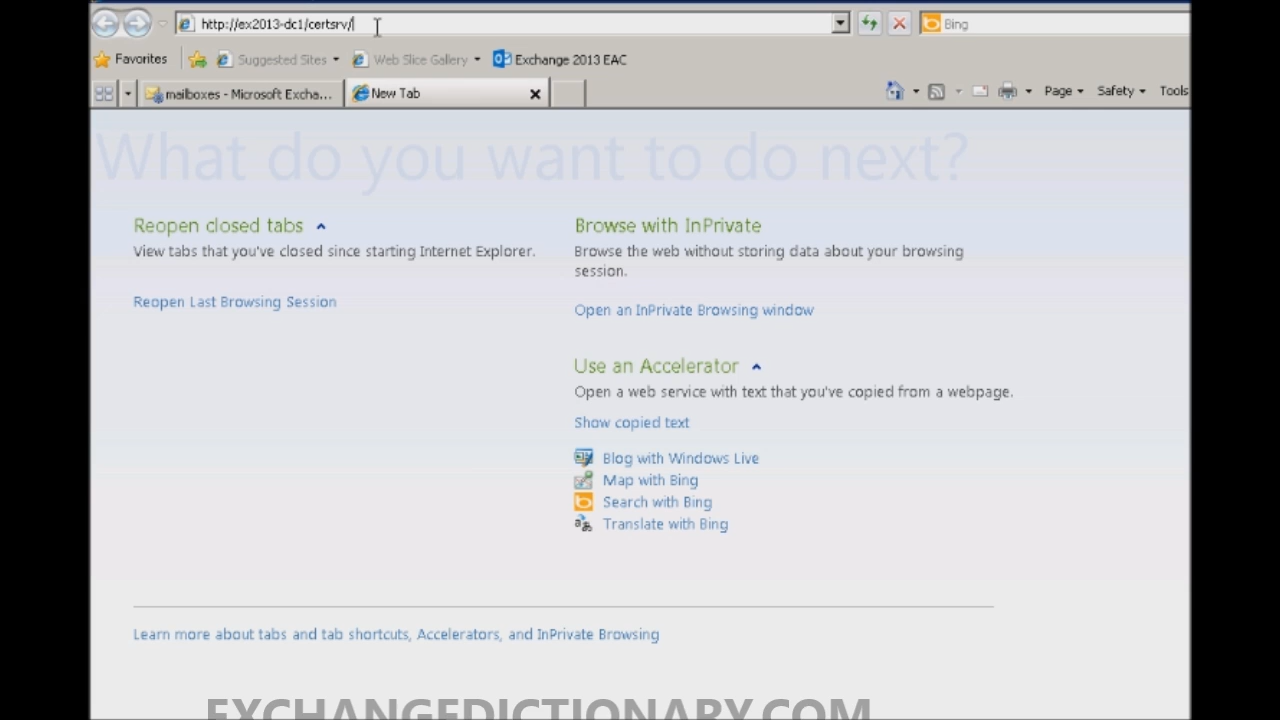 http://ex2013-dc1/certsrv/
Bing
Favorites
Suggested Sites
Web Slice Gallery
Exchange 2013 EAC
mailboxes - Microsoft Excha...
New Tab
Page
Safety
Tools
What do you want to do next?
Reopen closed tabs
View tabs that you've closed since starting Internet Explorer.
Reopen Last Browsing Session
Browse with InPrivate
Browse the web without storing data about your browsing
session.
Open an InPrivate Browsing window
Use an Accelerator
Open a web service with text that you've copied from a webpage.
Show copied text
Blog with Windows Live
Map with Bing
Search with Bing
Translate with Bing
Learn more about tabs and tab shortcuts, Accelerators, and InPrivate Browsing
EXCHANGEDICTIONARY.COM